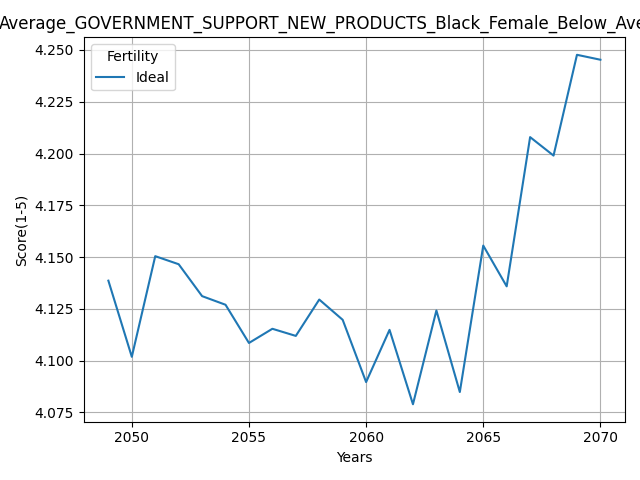 Average_GOVERNMENT_SUPPORT_NEW_PRODUCTS_Black_Female_Below_Ave
Fertility
Ideal
Score(1-5)
4.250
4.225
4.200
4.175
4.150
4.125
4.100
4.075
2050 2055 2060 2065 2070
Years